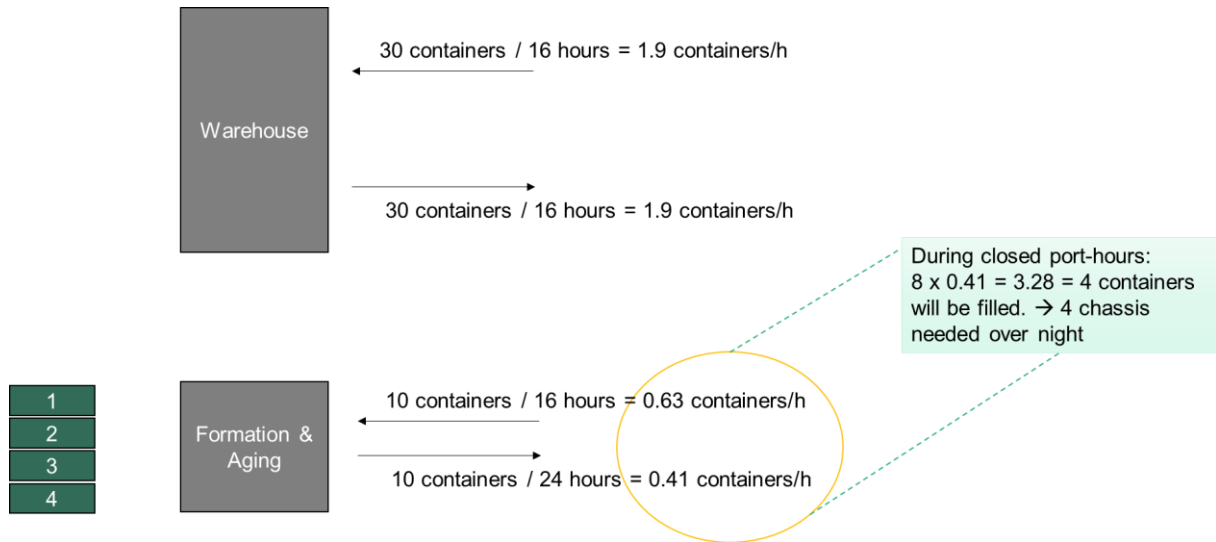 30 containers / 16 hours = 1.9 containers/h
Warehouse
30 containers / 16 hours = 1.9 containers/h
During closed port-hours:
8 x 0.41 = 3.28 = 4 containers
will be filled. → 4 chassis
needed over night
1
2
3
4
Formation &
Aging
10 containers / 16 hours = 0.63 containers/h
10 containers / 24 hours = 0.41 containers/h